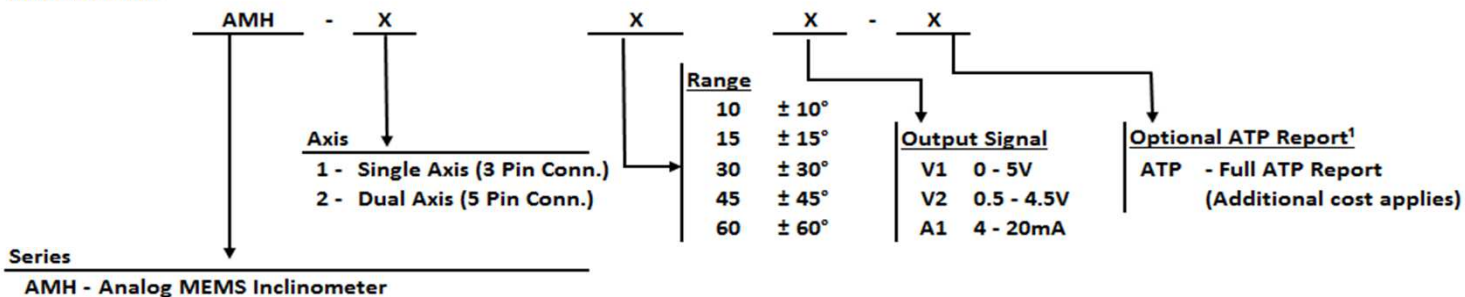 AMH - X X X - X
Range
10 ± 10°
15 ± 15°
30 ± 30°
45 ± 45°
60 ± 60°
Axis
1 - Single Axis (3 Pin Conn.)
2 - Dual Axis (5 Pin Conn.)
Output Signal
V1 0 - 5V
V2 0.5 - 4.5V
A1 4 - 20mA
Optional ATP Report¹
ATP - Full ATP Report
(Additional cost applies)
Series
AMH - Analog MEMS Inclinometer